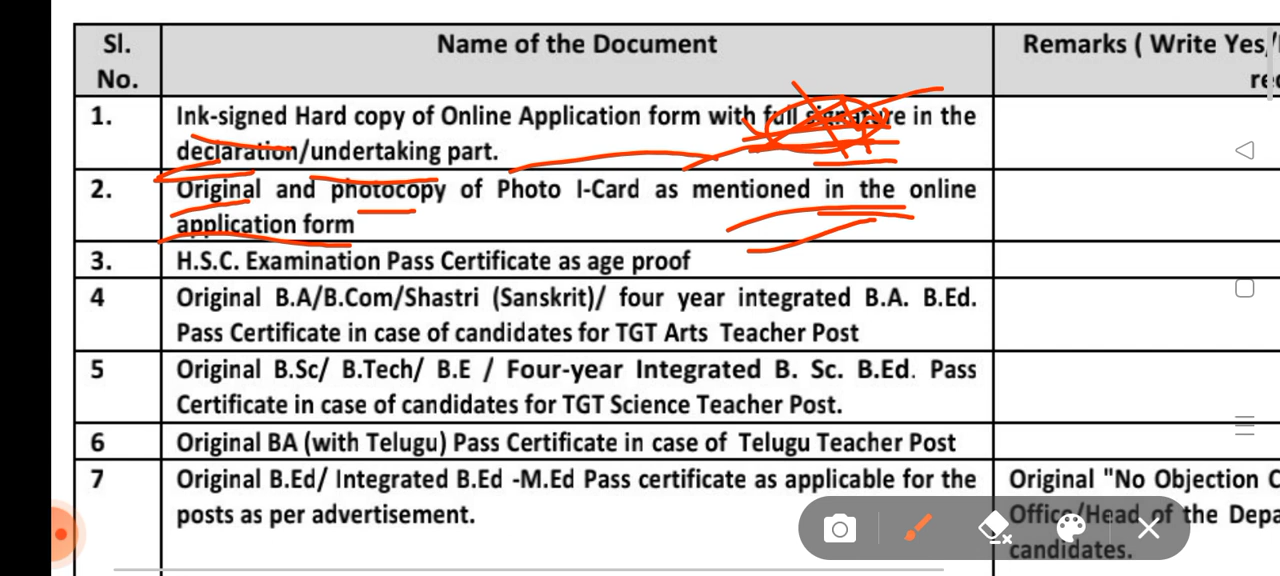 Sl. No.
Name of the Document
Remarks ( Write Yes/
1.
Ink-signed Hard copy of Online Application form with full signature in the
declaration/undertaking part.
2.
Original and photocopy of Photo I-Card as mentioned in the online
application form
3.
H.S.C. Examination Pass Certificate as age proof
4
Original B.A/B.Com/Shastri (Sanskrit)/ four year integrated B.A. B.Ed.
Pass Certificate in case of candidates for TGT Arts Teacher Post
5
Original B.Sc/ B.Tech/ B.E / Four-year Integrated B. Sc. B.Ed. Pass
Certificate in case of candidates for TGT Science Teacher Post.
6
Original BA (with Telugu) Pass Certificate in case of Telugu Teacher Post
7
Original B.Ed/ Integrated B.Ed -M.Ed Pass certificate as applicable for the
posts as per advertisement.
Original "No Objection C
Office/Head of the Depa
candidates.